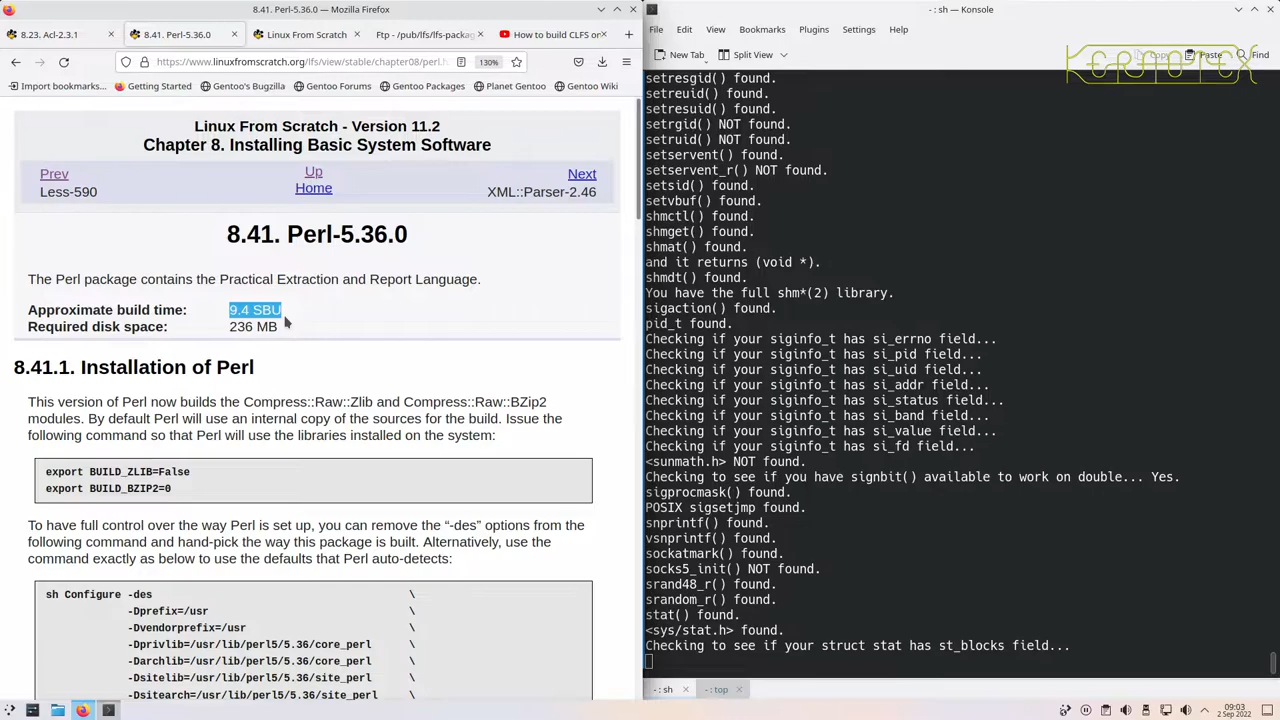 8.41. Perl-5.36.0 — Mozilla Firefox
8.23. Acl-2.3.1
8.41. Perl-5.36.0
Linux From Scratch
Ftp - /pub/lfs/lfs-packag
How to build CLFS on
https://www.linuxfromscratch.org/lfs/view/stable/chapter08/perl.h
Import bookmarks...
Getting Started
Gentoo's Bugzilla
Gentoo Forums
Gentoo Packages
Planet Gentoo
Gentoo Wiki
Linux From Scratch - Version 11.2
Chapter 8. Installing Basic System Software
Prev
Up
Next
Less-590
Home
XML::Parser-2.46
8.41. Perl-5.36.0
The Perl package contains the Practical Extraction and Report Language.
Approximate build time: 9.4 SBU
Required disk space: 236 MB
8.41.1. Installation of Perl
This version of Perl now builds the Compress::Raw::Zlib and Compress::Raw::BZip2
modules. By default Perl will use an internal copy of the sources for the build. Issue the
following command so that Perl will use the libraries installed on the system:
export BUILD_ZLIB=False
export BUILD_BZIP2=0
To have full control over the way Perl is set up, you can remove the “-des” options from the
following command and hand-pick the way this package is built. Alternatively, use the
command exactly as below to use the defaults that Perl auto-detects:
sh Configure -des \
-Dprefix=/usr \
-Dvendorprefix=/usr \
-Dprivlib=/usr/lib/perl5/5.36/core_perl \
-Darchlib=/usr/lib/perl5/5.36/core_perl \
-Dsitelib=/usr/lib/perl5/5.36/site_perl \
-Dsitearch=/usr/lib/perl5/5.36/site_perl \
- : sh — Konsole
File Edit View Bookmarks Plugins Settings Help
New Tab Split View Copy Paste Find
KERNOTEX
setresgid() found.
setreuid() found.
setresuid() found.
setrgid() NOT found.
setruid() NOT found.
setservent() found.
setservent_r() NOT found.
setsid() found.
setvbuf() found.
shmctl() found.
shmget() found.
shmat() found.
and it returns (void *).
shmdt() found.
You have the full shm*(2) library.
sigaction() found.
pid_t found.
Checking if your siginfo_t has si_errno field...
Checking if your siginfo_t has si_pid field...
Checking if your siginfo_t has si_uid field...
Checking if your siginfo_t has si_addr field...
Checking if your siginfo_t has si_status field...
Checking if your siginfo_t has si_band field...
Checking if your siginfo_t has si_value field...
Checking if your siginfo_t has si_fd field...
<sunmath.h> NOT found.
Checking to see if you have signbit() available to work on double... Yes.
sigprocmask() found.
POSIX sigsetjmp found.
snprintf() found.
vsnprintf() found.
sockatmark() found.
socks5_init() NOT found.
srand48_r() found.
srandom_r() found.
stat() found.
<sys/stat.h> found.
Checking to see if your struct stat has st_blocks field...
- : sh
- : top
09:03
2 Sep 2022